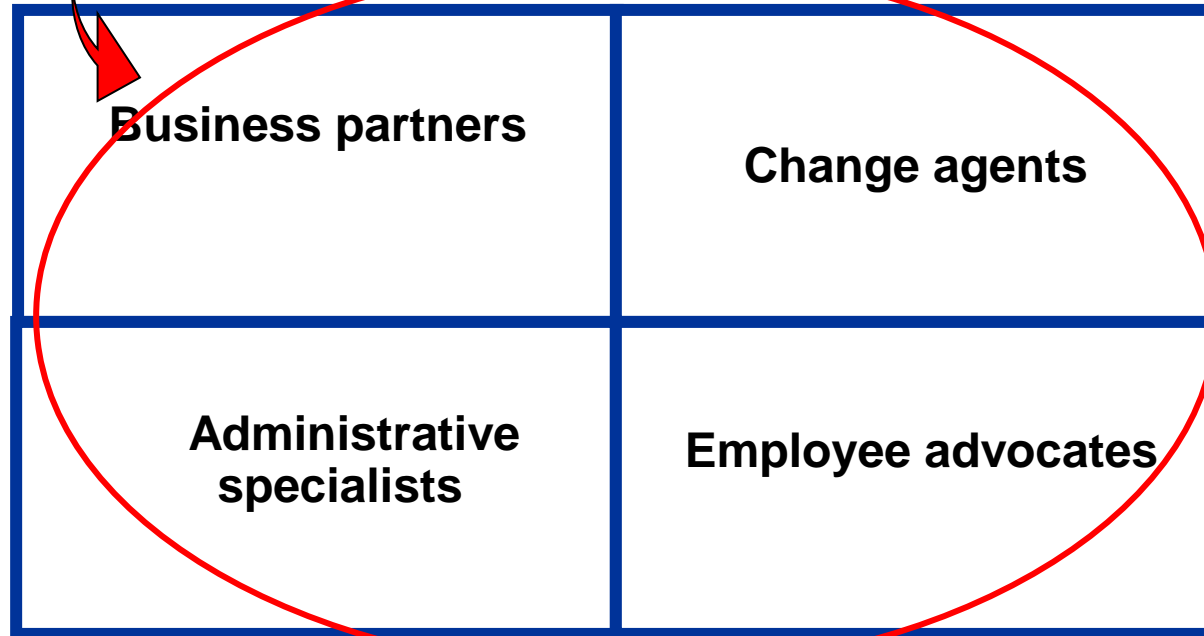 Business partners
Change agents
Administrative
specialists
Employee advocates